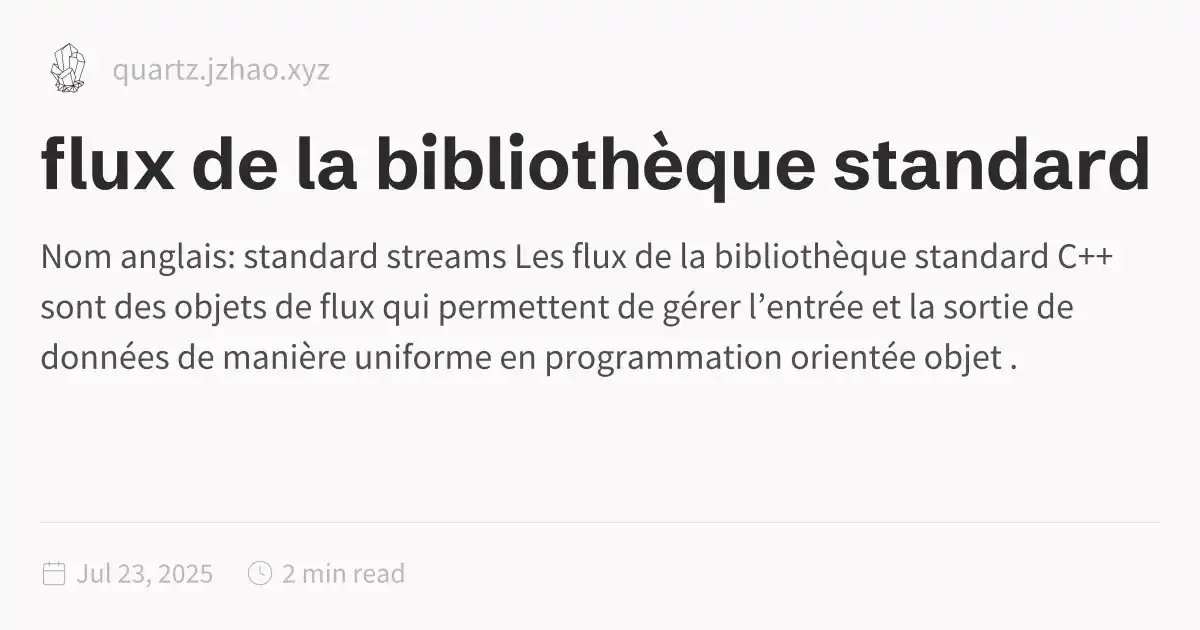 quartz.jzhao.xyz
flux de la bibliothèque standard
Nom anglais: standard streams Les flux de la bibliothèque standard C++
sont des objets de flux qui permettent de gérer l’entrée et la sortie de
données de manière uniforme en programmation orientée objet .
Jul 23, 2025 2 min read